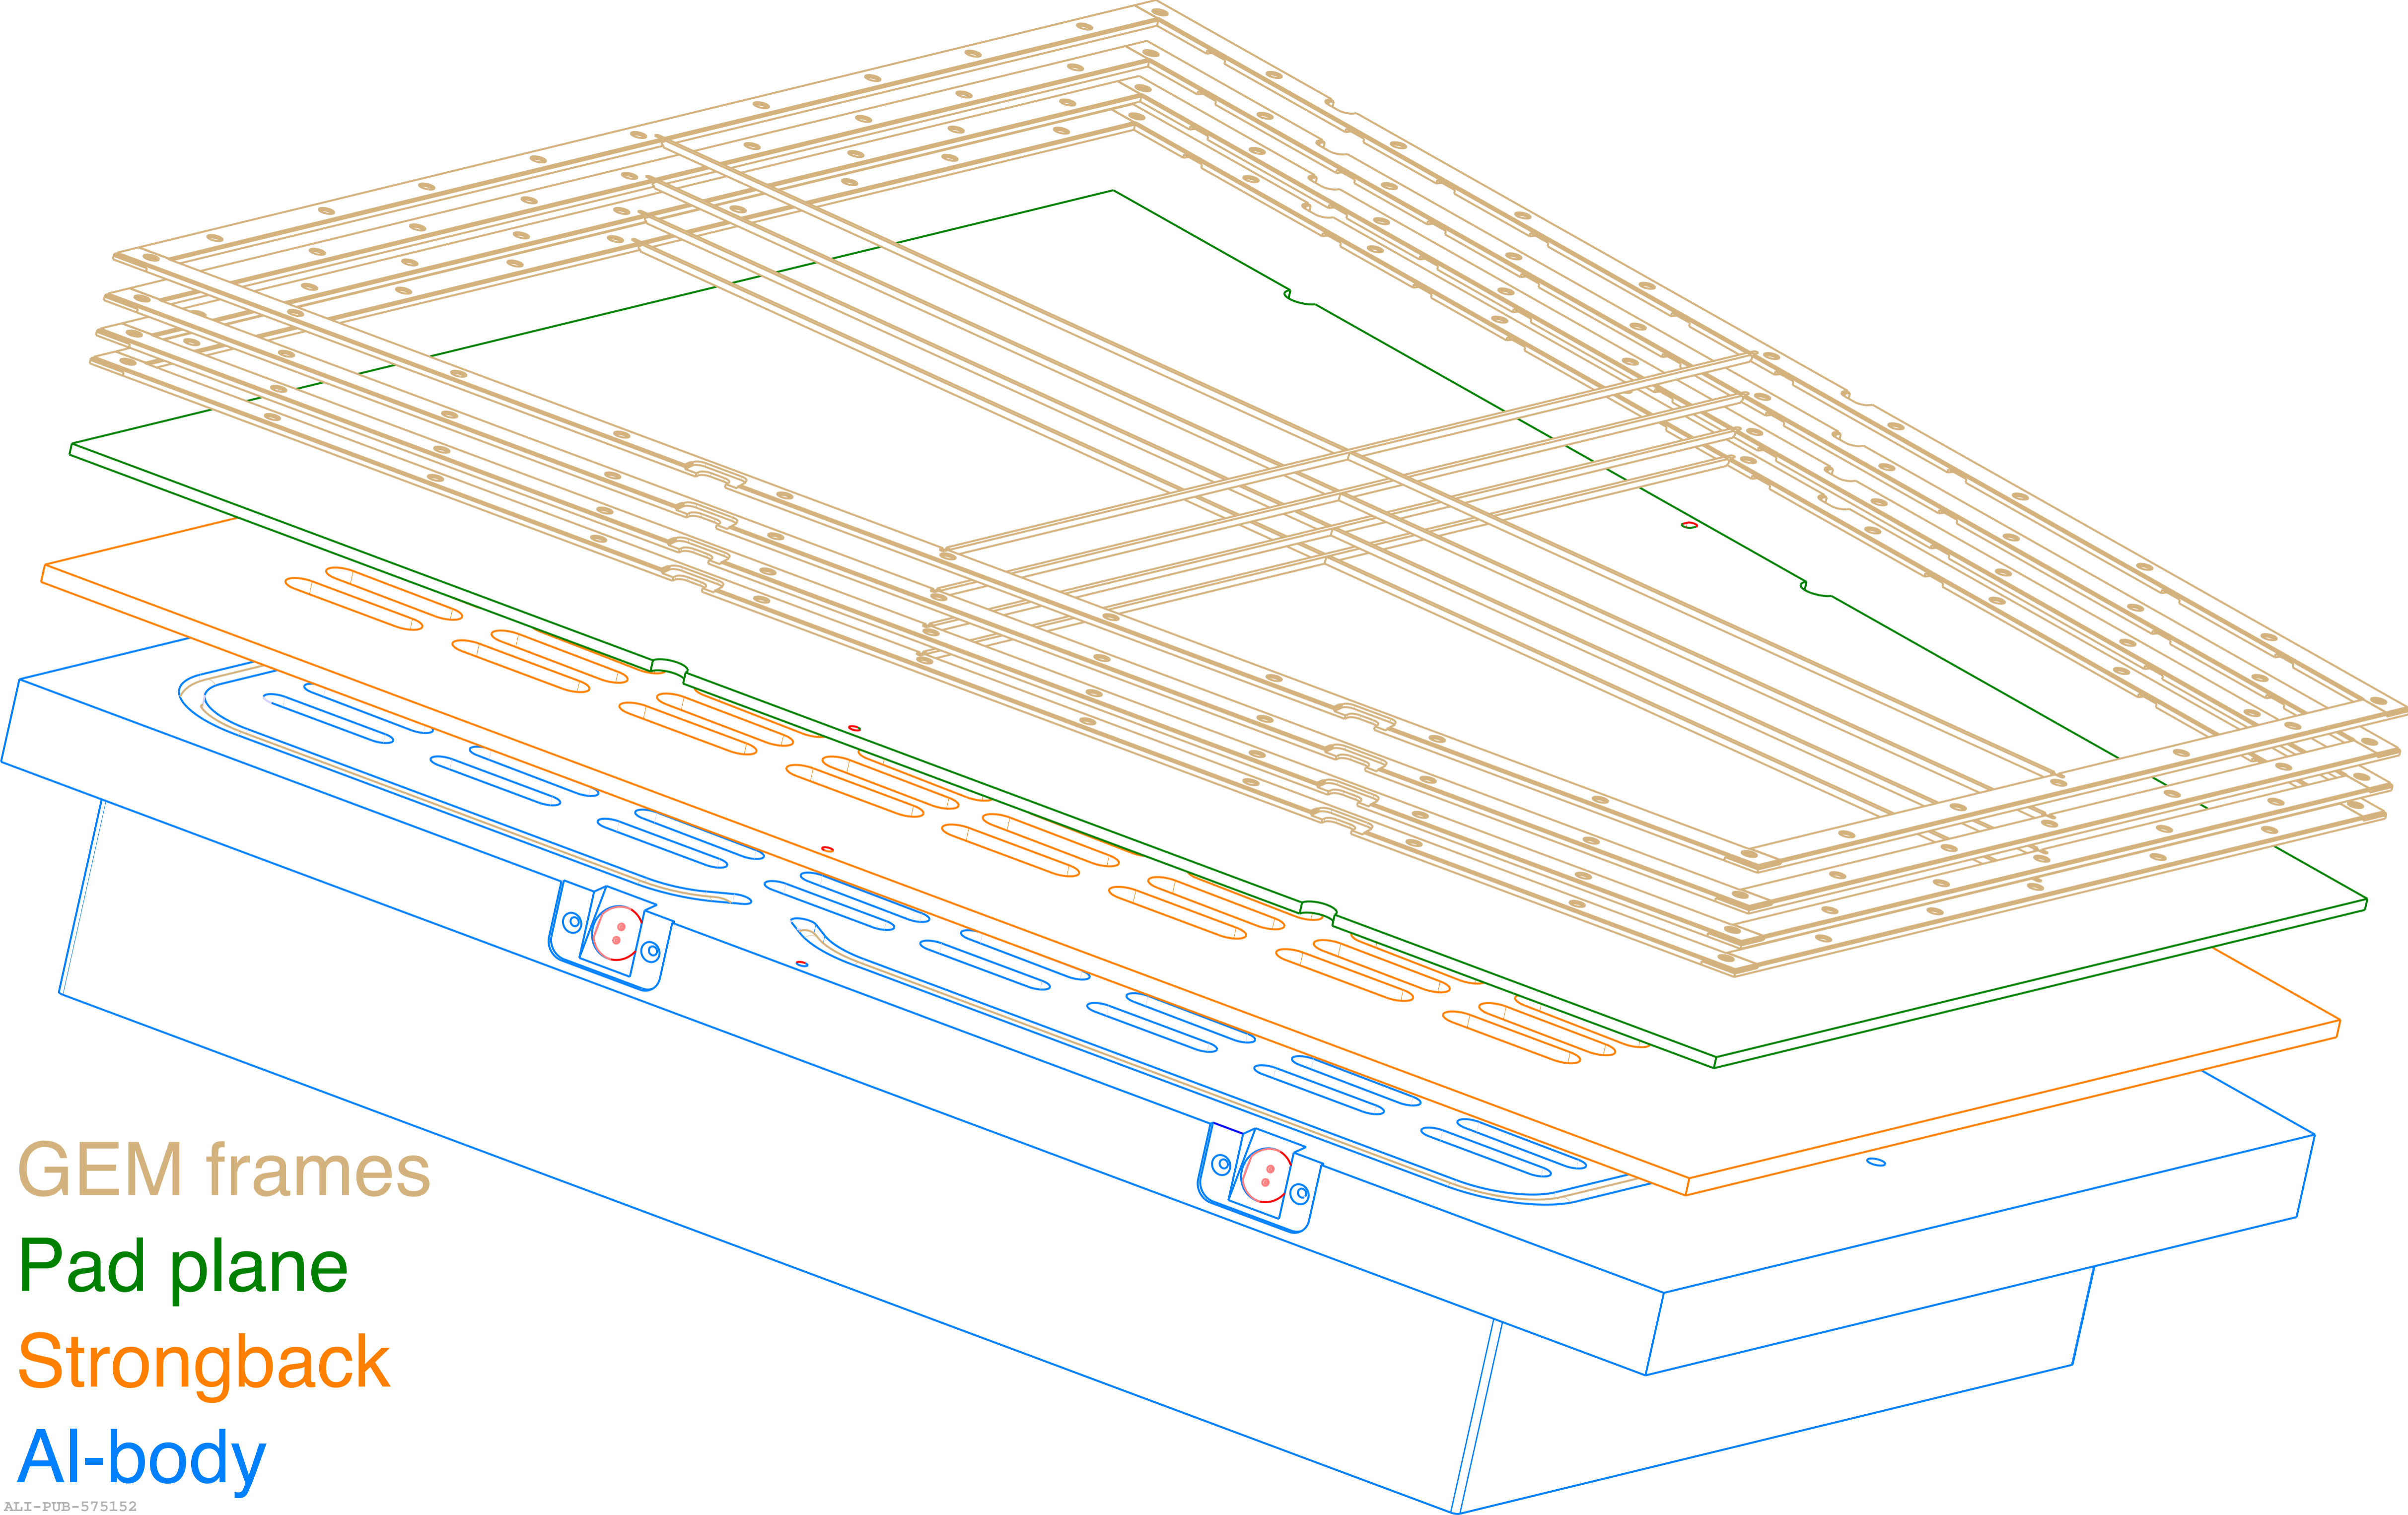 GEM frames
Pad plane
Strongback
Al-body
ALI-PUB-575152